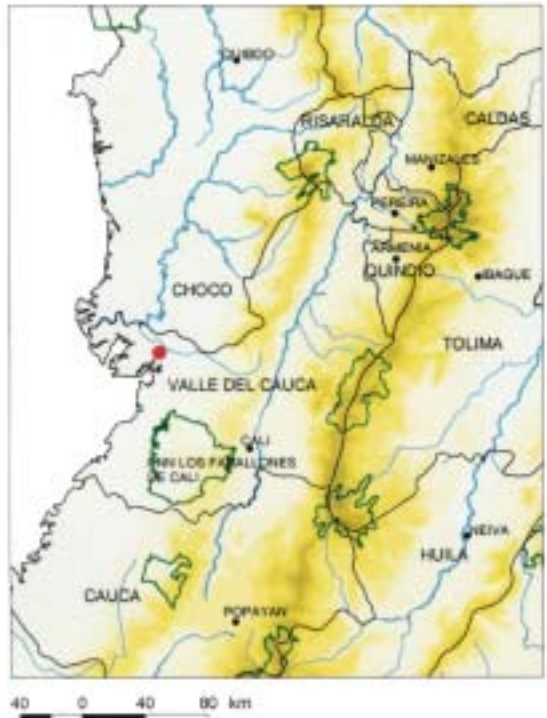 QUIBDO
RISARALDA
CALDAS
MANIZALES
PEREIRA
ARMENIA
QUINDIO
IBAGUE
CHOCO
TOLIMA
VALLE DEL CAUCA
CALI
PNN LOS FARALLONES
DE CALI
NEIVA
HUILA
CAUCA
POPAYAN
40 0 40 80 km